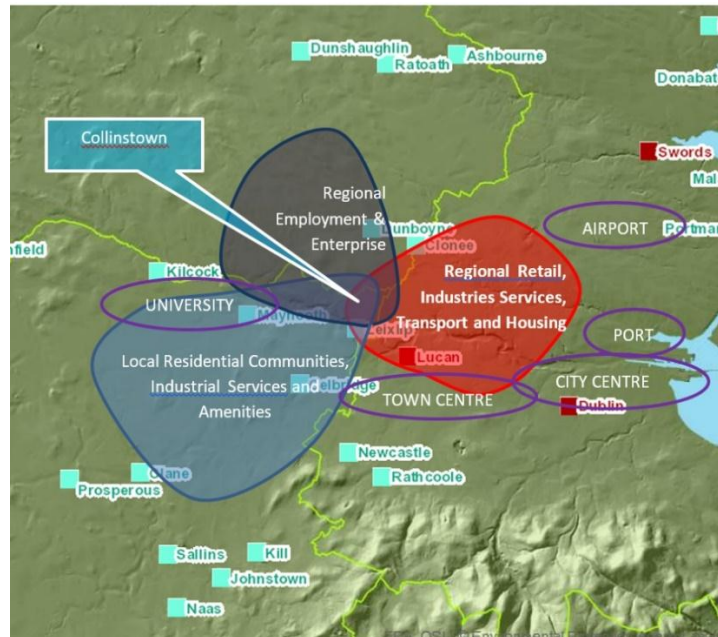 Dunshaughlin
Ratoath
Ashbourne
Donabat
Collinstown
Swords
Mal
Regional
Employment &
Enterprise
Dunboyne
Clonee
AIRPORT
Portmar
nfield
Kilcock
UNIVERSITY
Maynooth
Leixlip
Regional Retail,
Industries Services,
Transport and Housing
PORT
Lucan
Local Residential Communities,
Industrial Services and
Amenities
Celbridge
TOWN CENTRE
CITY CENTRE
Dublin
Newcastle
Rathcoole
Clane
Prosperous
Sallins
Kill
Johnstown
Naas